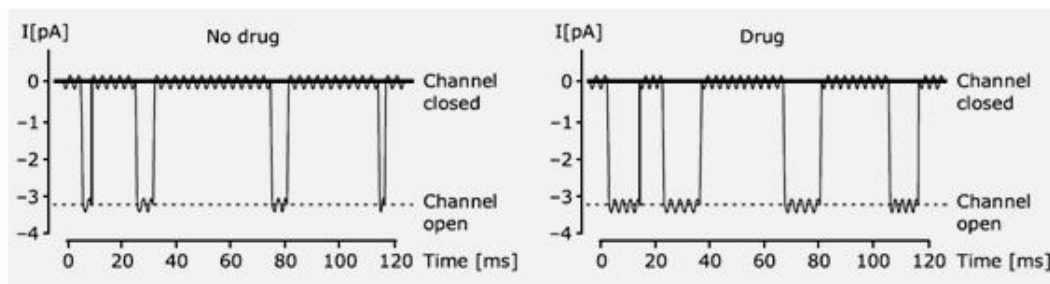 I[pA]
No drug
0
Channel
closed
-1
-2
-3
Channel
open
-4
0 20 40 60 80 100 120 Time [ms]
I[pA]
Drug
0
Channel
closed
-1
-2
-3
Channel
open
-4
0 20 40 60 80 100 120 Time [ms]